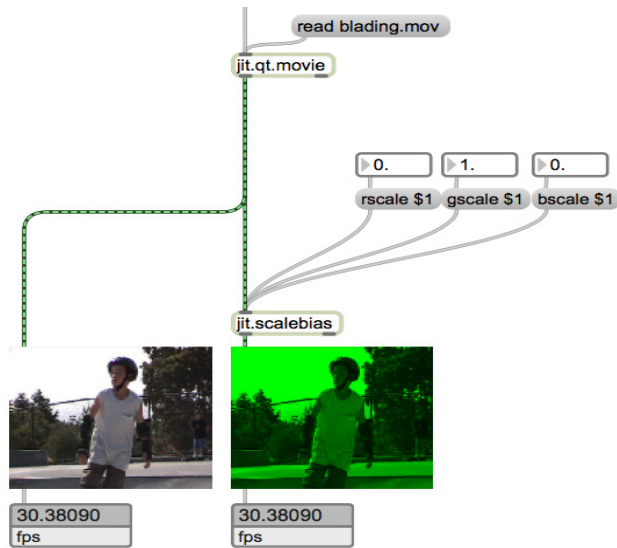 read blading.mov
jit.qt.movie
0.
1.
0.
rscale $1
gscale $1
bscale $1
jit.scalebias
30.38090
fps
30.38090
fps